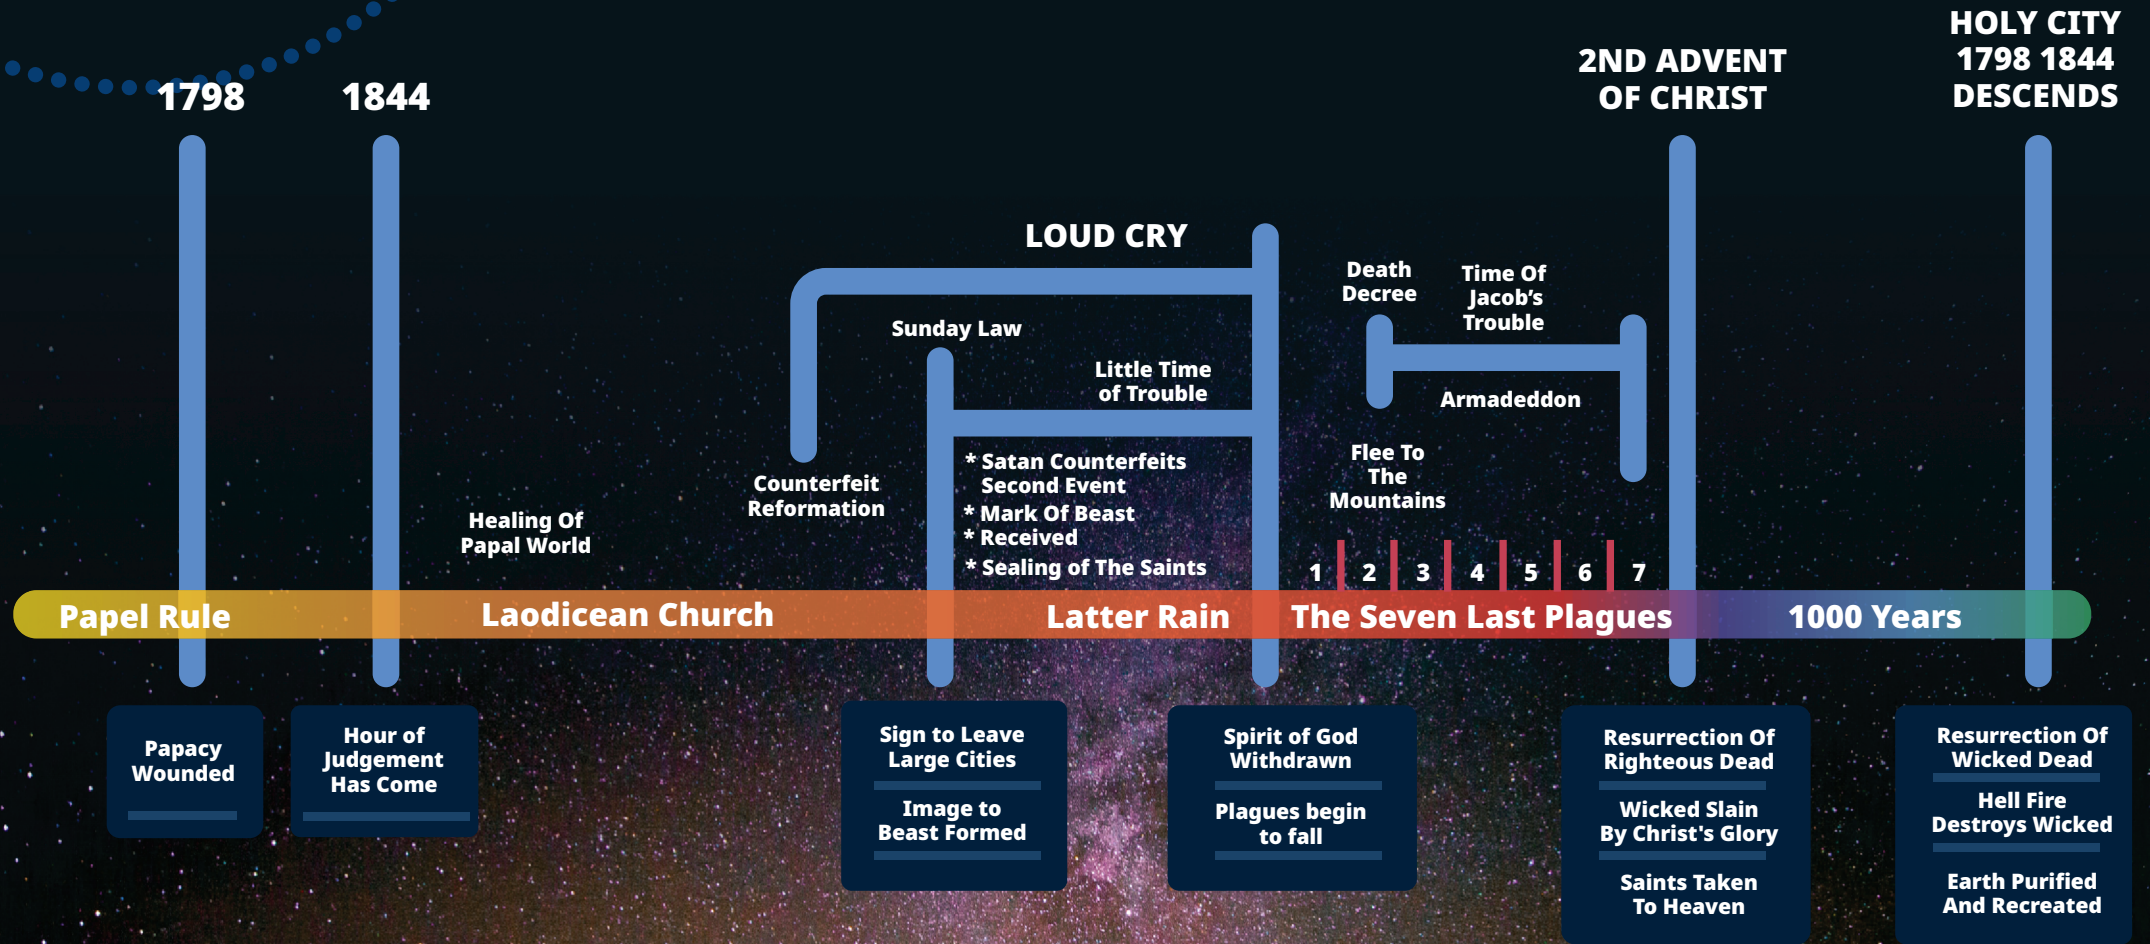 1798
1844
2ND ADVENT
OF CHRIST
HOLY CITY
1798 1844
DESCENDS
LOUD CRY
Sunday Law
Little Time
of Trouble
Death
Decree
Time Of
Jacob’s
Trouble
Armadeddon
Flee To
The
Mountains
Counterfeit
Reformation
Healing Of
Papal World
* Satan Counterfeits
Second Event
* Mark Of Beast
* Received
* Sealing of The Saints
1 2 3 4 5 6 7
Papel Rule
Laodicean Church
Latter Rain
The Seven Last Plagues
1000 Years
Papacy
Wounded
Hour of
Judgement
Has Come
Sign to Leave
Large Cities
Image to
Beast Formed
Spirit of God
Withdrawn
Plagues begin
to fall
Resurrection Of
Righteous Dead
Wicked Slain
By Christ's Glory
Saints Taken
To Heaven
Resurrection Of
Wicked Dead
Hell Fire
Destroys Wicked
Earth Purified
And Recreated